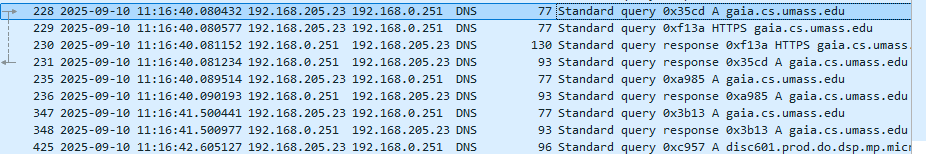 228 2025-09-10 11:16:40.080432 192.168.205.23 192.168.0.251 DNS 77 Standard query 0x35cd A gaia.cs.umass.edu
229 2025-09-10 11:16:40.080577 192.168.205.23 192.168.0.251 DNS 77 Standard query 0xf13a HTTPS gaia.cs.umass.edu
230 2025-09-10 11:16:40.081152 192.168.0.251 192.168.205.23 DNS 130 Standard query response 0xf13a HTTPS gaia.cs.umass.
231 2025-09-10 11:16:40.081234 192.168.0.251 192.168.205.23 DNS 93 Standard query response 0x35cd A gaia.cs.umass.edu
235 2025-09-10 11:16:40.089514 192.168.205.23 192.168.0.251 DNS 77 Standard query 0xa985 A gaia.cs.umass.edu
236 2025-09-10 11:16:40.090193 192.168.0.251 192.168.205.23 DNS 93 Standard query response 0xa985 A gaia.cs.umass.edu
347 2025-09-10 11:16:41.500441 192.168.205.23 192.168.0.251 DNS 77 Standard query 0x3b13 A gaia.cs.umass.edu
348 2025-09-10 11:16:41.500977 192.168.0.251 192.168.205.23 DNS 93 Standard query response 0x3b13 A gaia.cs.umass.edu
425 2025-09-10 11:16:42.605127 192.168.205.23 192.168.0.251 DNS 96 Standard query 0xc957 A disc601.prod.do.dsp.mp.micr